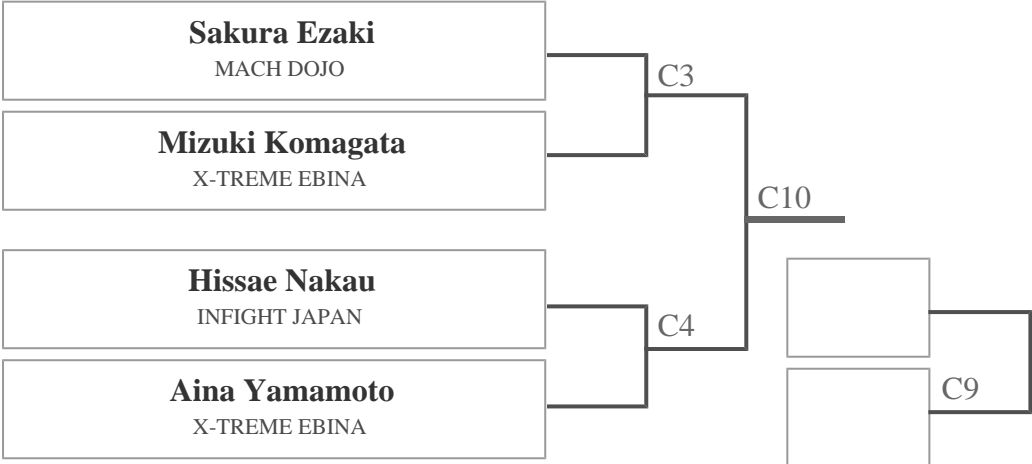 Sakura Ezaki
MACH DOJO
C3
Mizuki Komagata
X-TREME EBINA
C10
Hissae Nakau
INFIGHT JAPAN
C4
Aina Yamamoto
X-TREME EBINA
C9